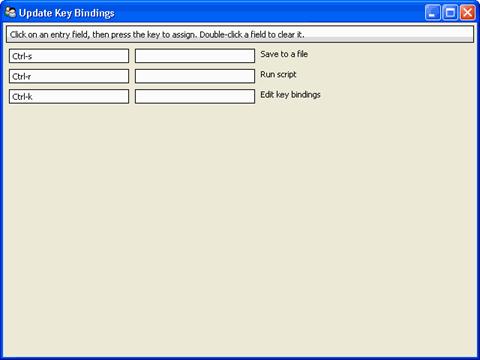 Update Key Bindings
Click on an entry field, then press the key to assign. Double-click a field to clear it.
Ctrl-s Save to a file
Ctrl-r Run script
Ctrl-k Edit key bindings